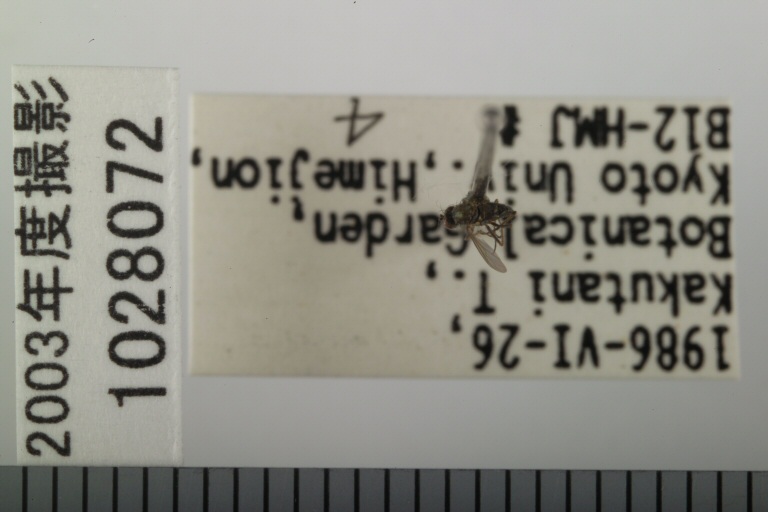 2003年度撮影
1028072
1986-VI-26,
Kakutani T.,
Botanical Garden,
Kyoto Univ., Himejion,
B12-HMJ # 4